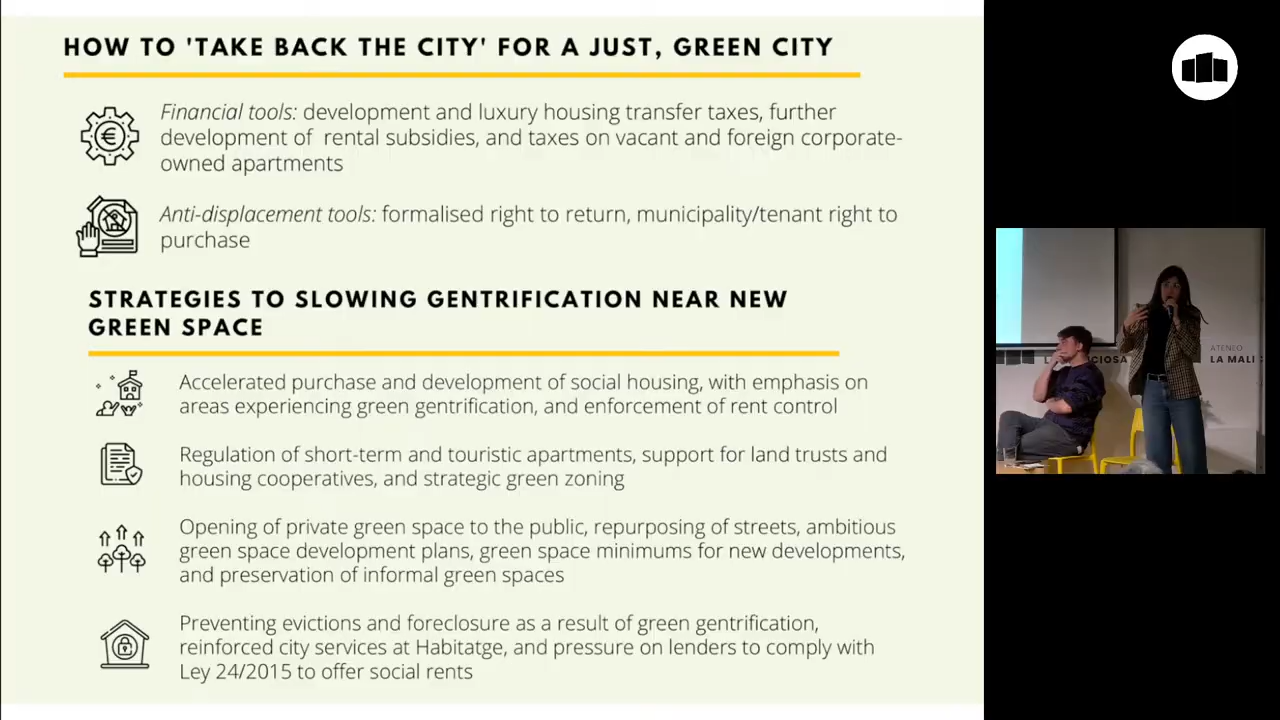 HOW TO 'TAKE BACK THE CITY' FOR A JUST, GREEN CITY
Financial tools: development and luxury housing transfer taxes, further
development of rental subsidies, and taxes on vacant and foreign corporate-
owned apartments
Anti-displacement tools: formalised right to return, municipality/tenant right to
purchase
STRATEGIES TO SLOWING GENTRIFICATION NEAR NEW
GREEN SPACE
Accelerated purchase and development of social housing, with emphasis on
areas experiencing green gentrification, and enforcement of rent control
Regulation of short-term and touristic apartments, support for land trusts and
housing cooperatives, and strategic green zoning
Opening of private green space to the public, repurposing of streets, ambitious
green space development plans, green space minimums for new developments,
and preservation of informal green spaces
Preventing evictions and foreclosure as a result of green gentrification,
reinforced city services at Habitatge, and pressure on lenders to comply with
Ley 24/2015 to offer social rents
ATENEO
LA MALI